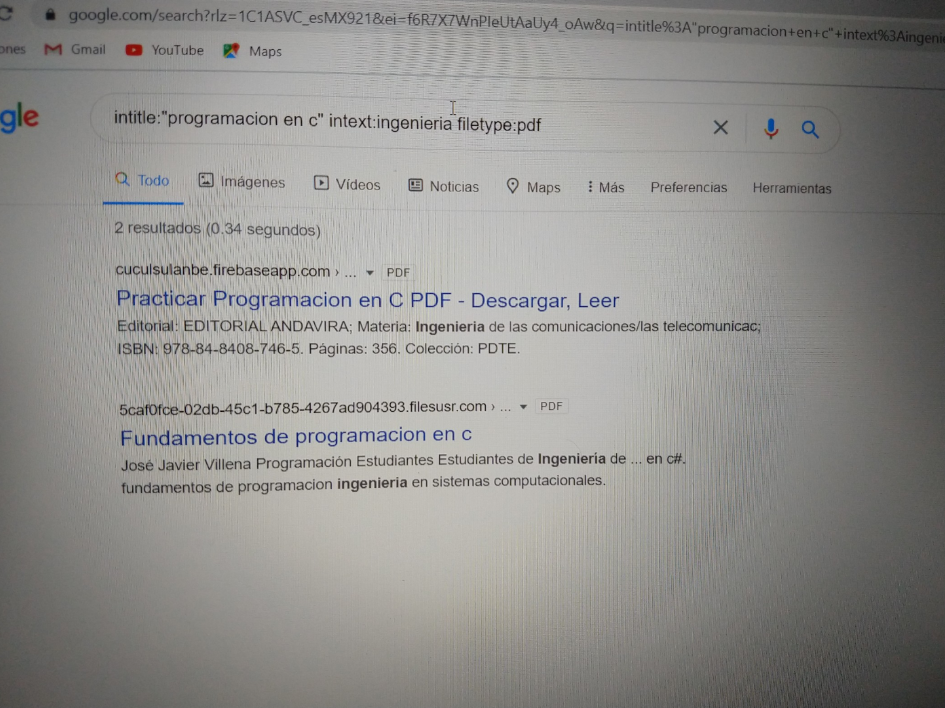 google.com/search?rlz=1C1ASVC_esMX921&ei=f6R7X7WnPIeUtAaUy4_oAw&q=intitle%3A"programacion+en+c"+intext%3Aingenie
ones Gmail YouTube Maps
gle intitle:"programacion en c" intext:ingenieria filetype:pdf
Todo Imágenes Vídeos Noticias Maps Más Preferencias Herramientas
2 resultados (0.34 segundos)
cuculsulanbe.firebaseapp.com › ... PDF
Practicar Programacion en C PDF - Descargar, Leer
Editorial: EDITORIAL ANDAVIRA; Materia: Ingenieria de las comunicaciones/las telecomunicac;
ISBN: 978-84-8408-746-5. Páginas: 356. Colección: PDTE.
5caf0fce-02db-45c1-b785-4267ad904393.filesusr.com › ... PDF
Fundamentos de programacion en c
José Javier Villena Programación Estudiantes Estudiantes de Ingenieria de ... en c#.
fundamentos de programacion ingenieria en sistemas computacionales.